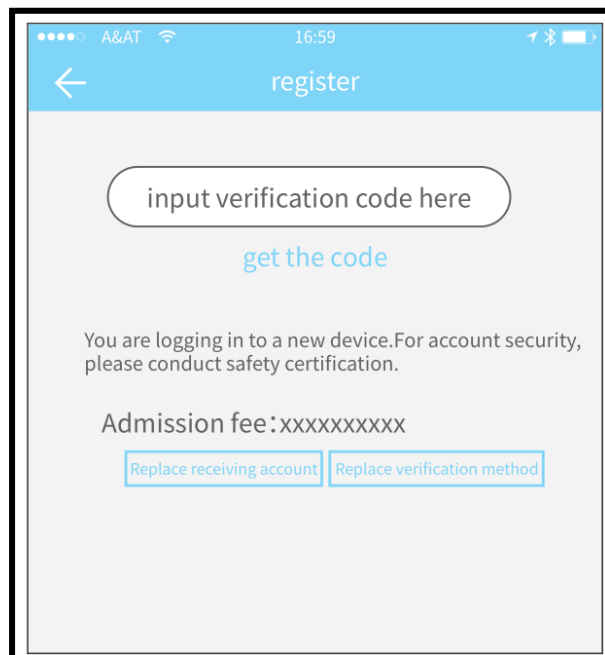 A&AT 16:59
register
input verification code here
get the code
You are logging in to a new device.For account security,
please conduct safety certification.
Admission fee：xxxxxxxxxx
Replace receiving account Replace verification method